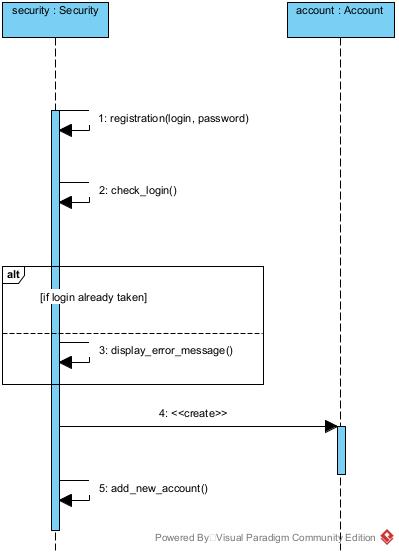 security : Security
account : Account
1: registration(login, password)
2: check_login()
alt
[if login already taken]
3: display_error_message()
4: <<create>>
5: add_new_account()
Powered By Visual Paradigm Community Edition